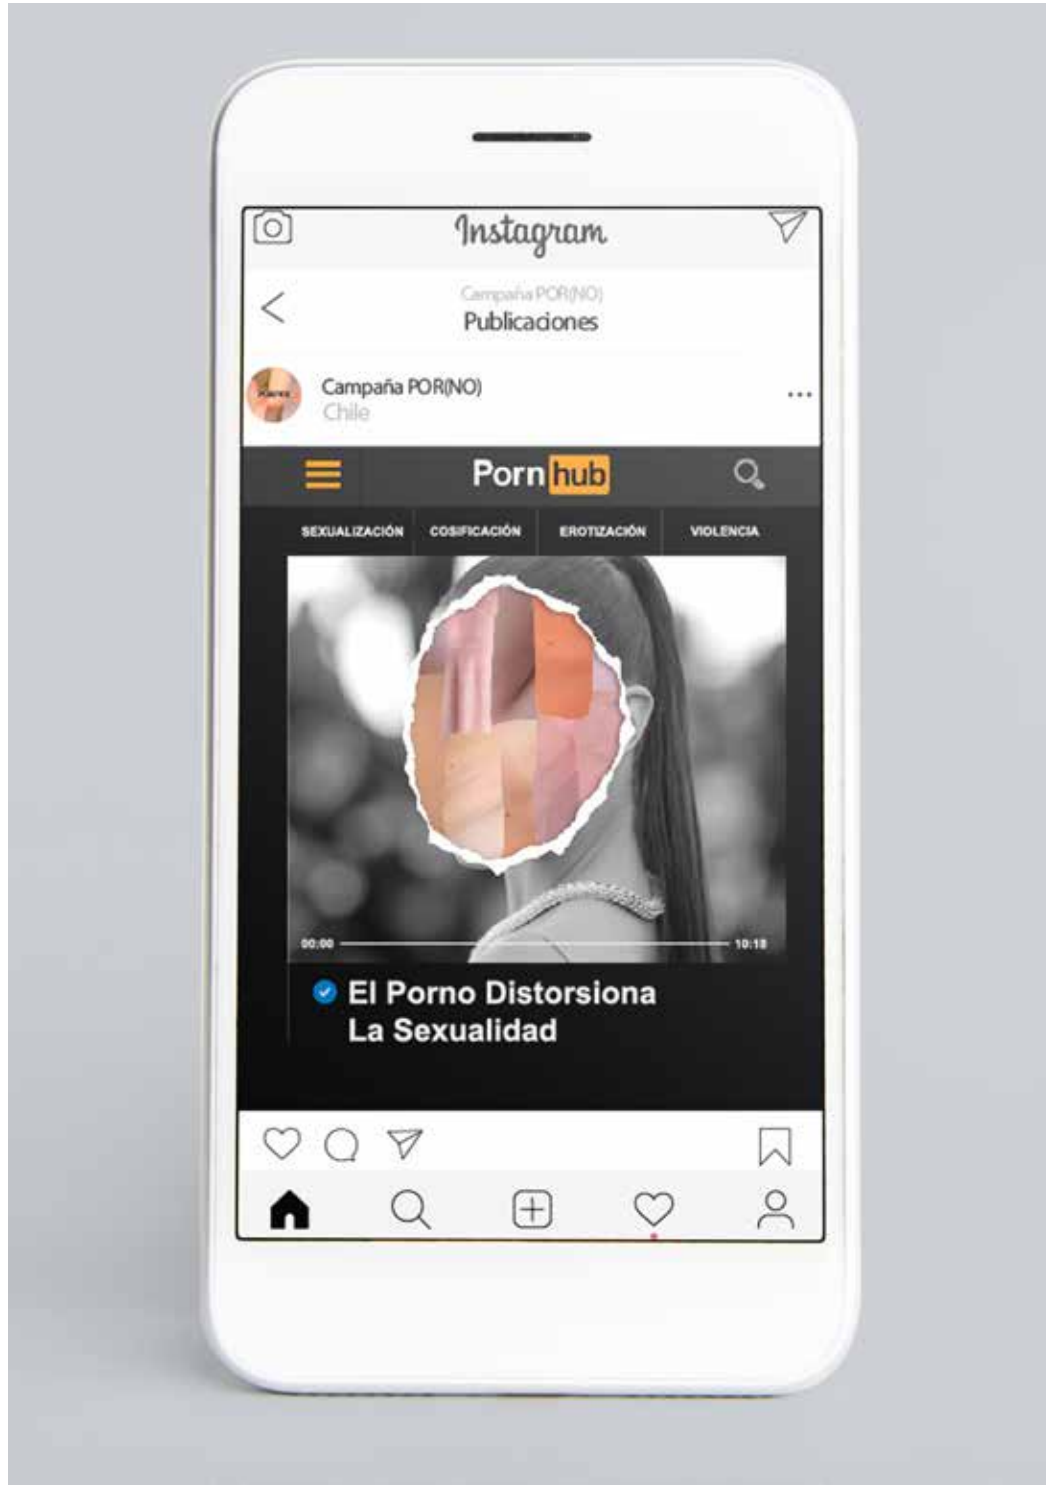 Instagram
Campaña POR(NO)
Publicaciones
Campaña POR(NO)
Chile
Porn hub
SEXUALIZACIÓN COSIFICACIÓN EROTIZACIÓN VIOLENCIA
00:00 10:18
El Porno Distorsiona
La Sexualidad